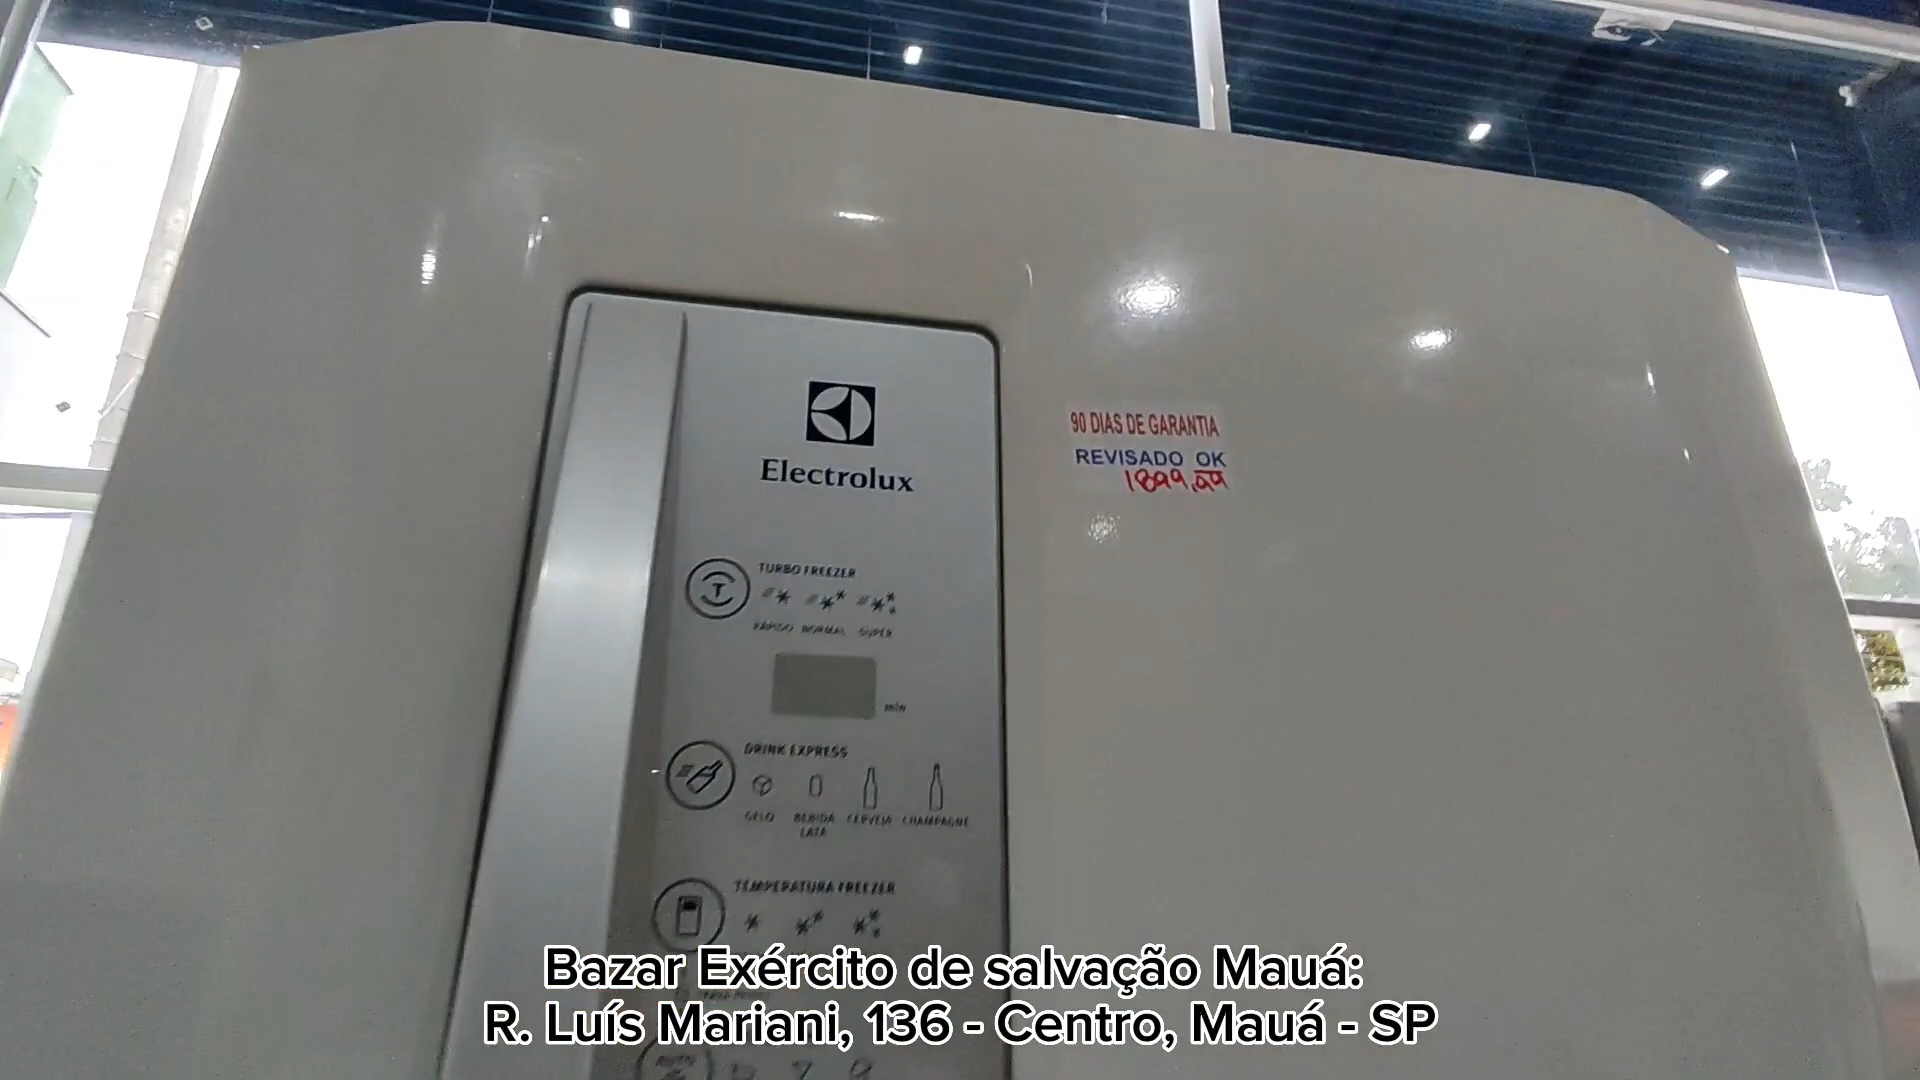 Electrolux
90 DIAS DE GARANTIA
REVISADO OK
1899,99
TURBO FREEZER
RÁPIDO NORMAL SUPER
min
DRINK EXPRESS
GELO BEBIDA LATA CERVEJA CHAMPAGNE
TEMPERATURA FREEZER
Bazar Exército de salvação Mauá:
R. Luís Mariani, 136 - Centro, Mauá - SP